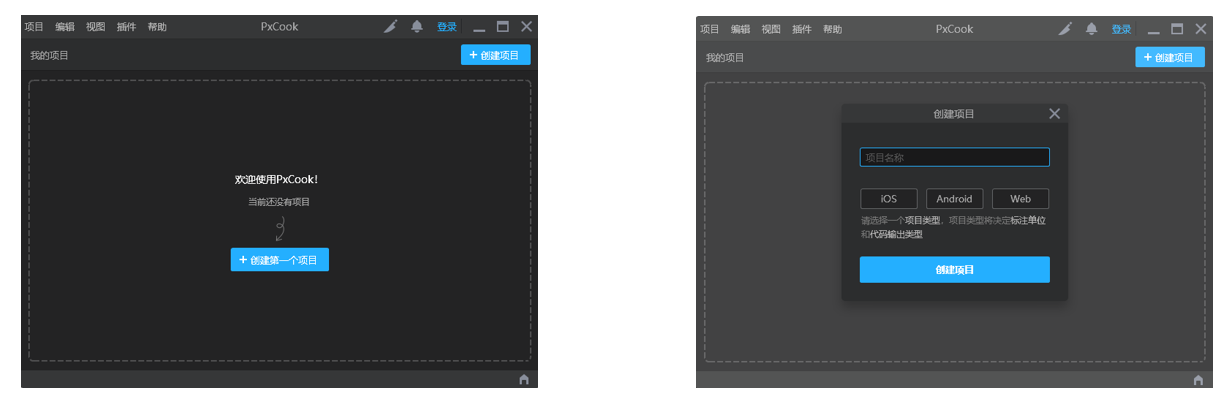 项目 编辑 视图 插件 帮助 PxCook 登录
我的项目 + 创建项目
欢迎使用PxCook!
当前还没有项目
+ 创建第一个项目
项目 编辑 视图 插件 帮助 PxCook 登录
我的项目 + 创建项目
创建项目
项目名称
iOS Android Web
请选择一个项目类型，项目类型将决定标注单位
和代码输出类型
创建项目